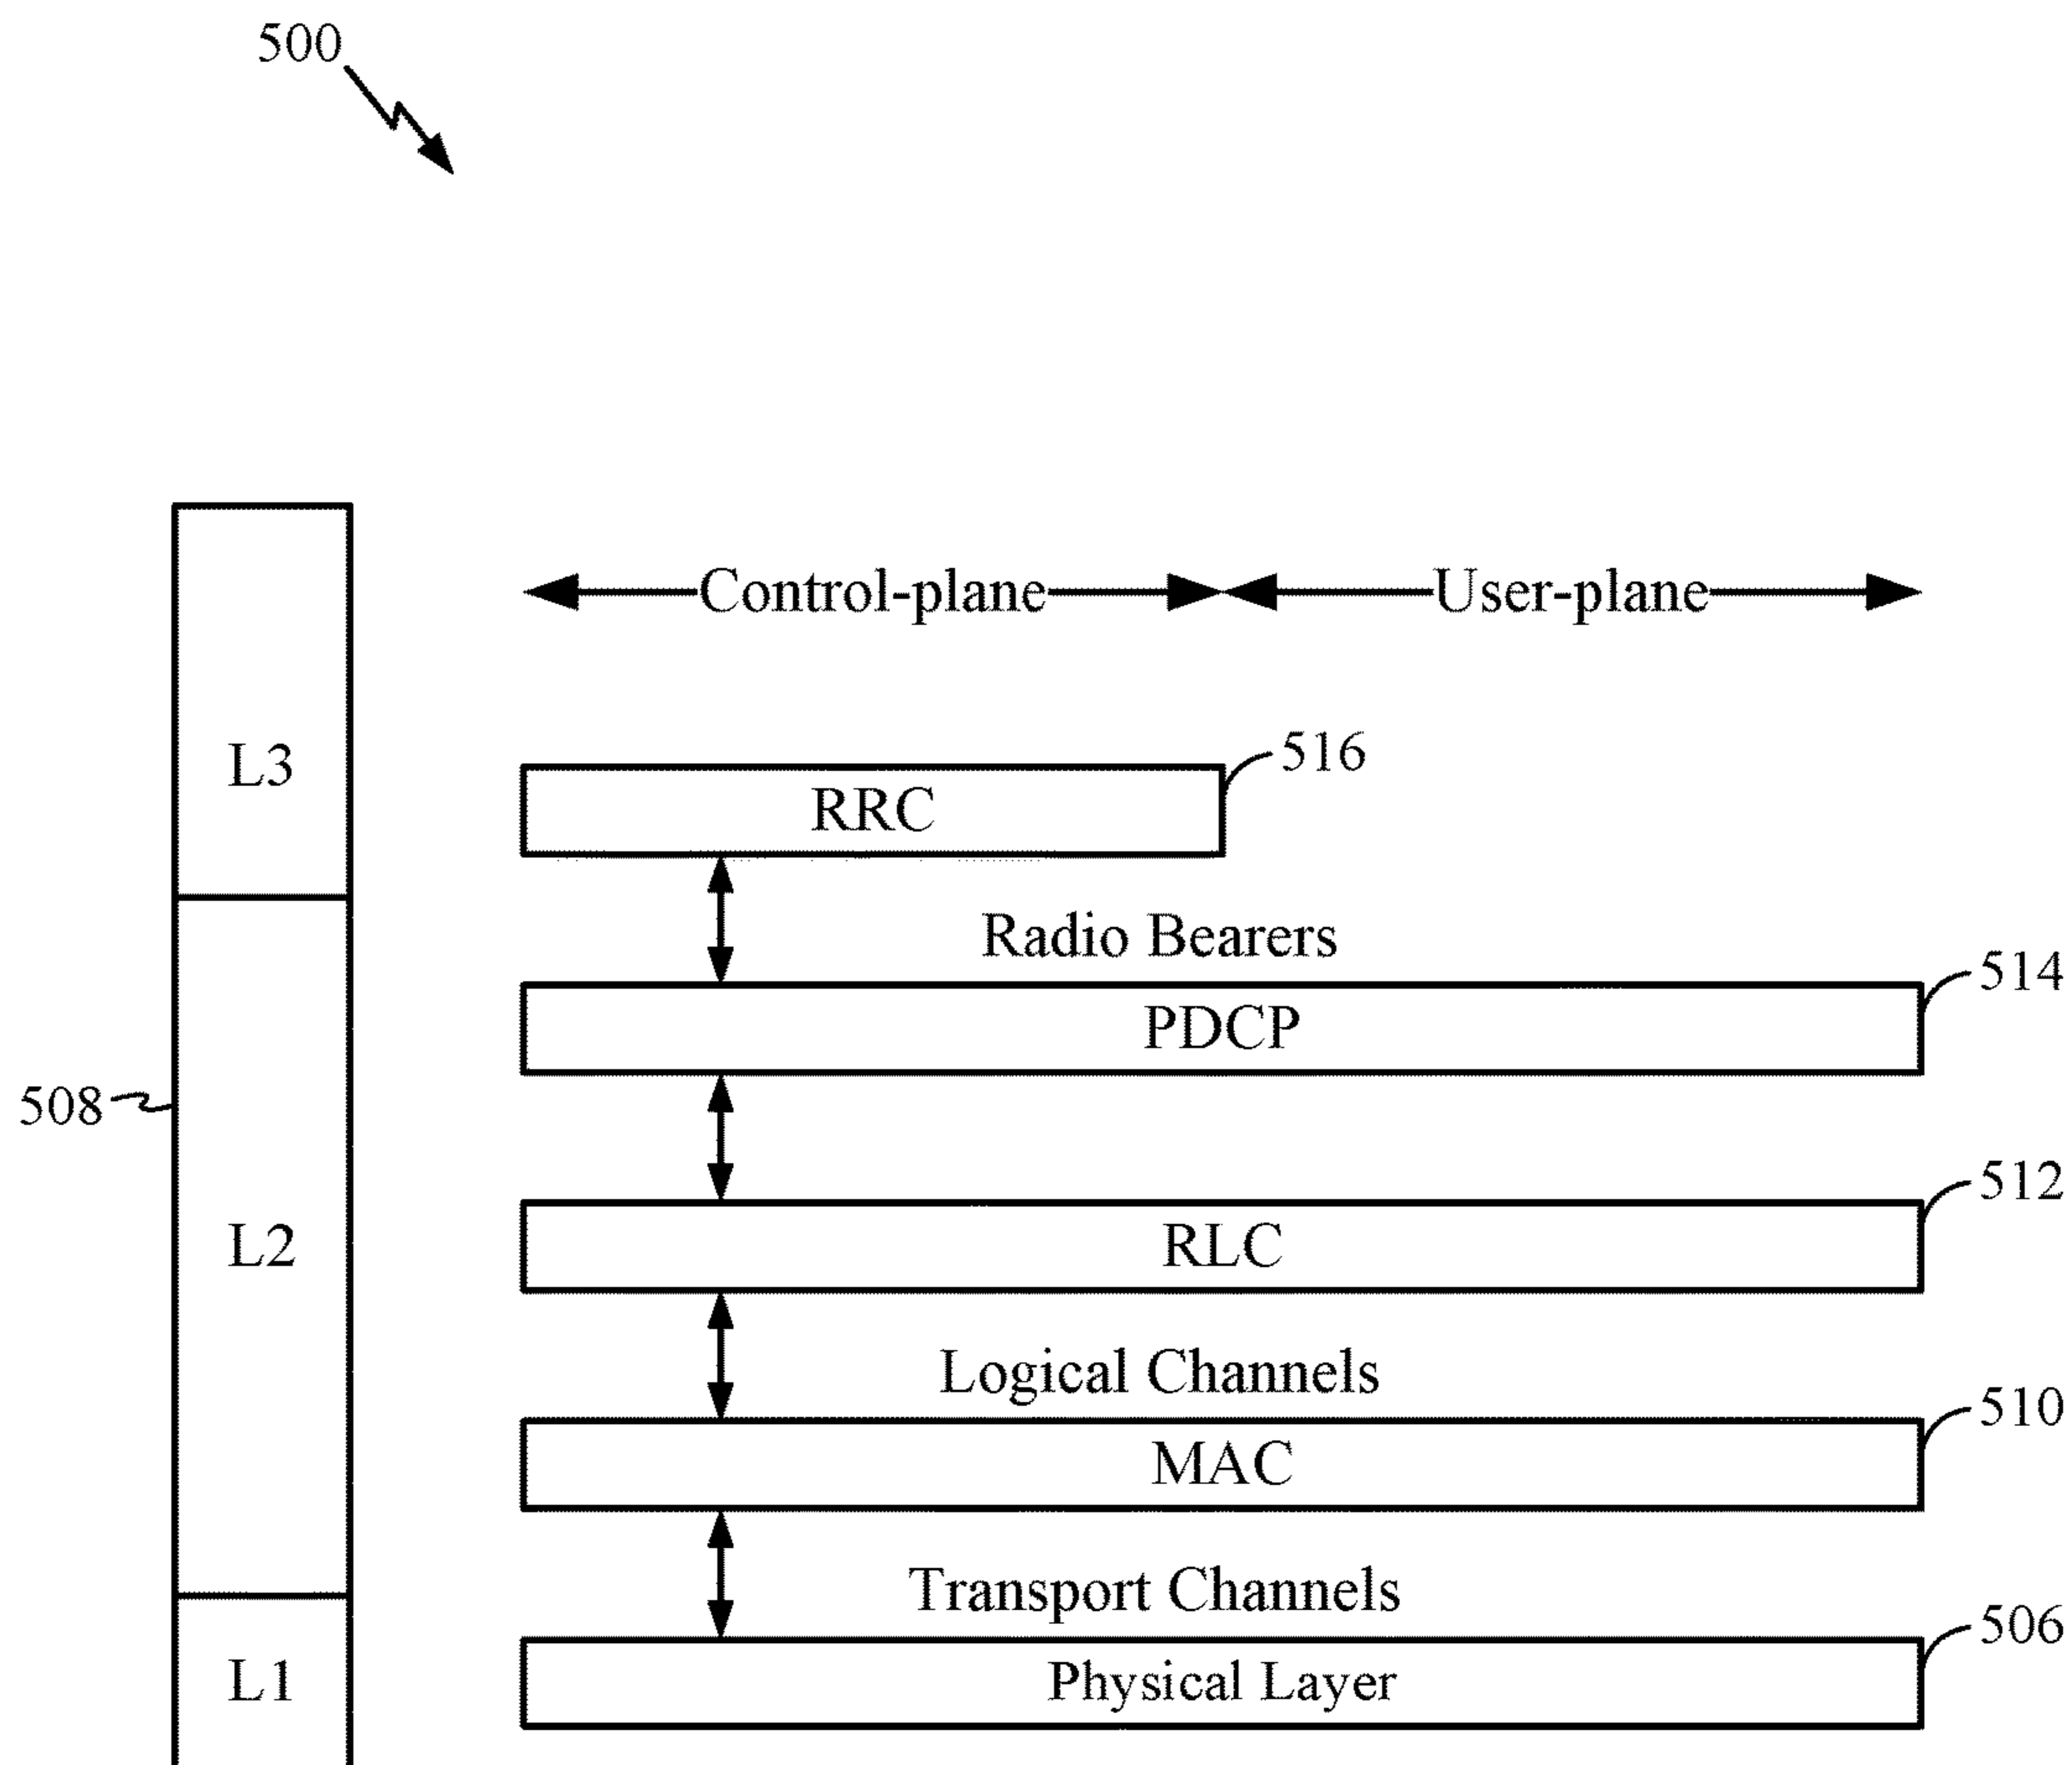 500
Control-plane User-plane
L3
516
RRC
Radio Bearers
514
PDCP
508
512
L2
RLC
Logical Channels
510
MAC
Transport Channels
506
L1
Physical Layer